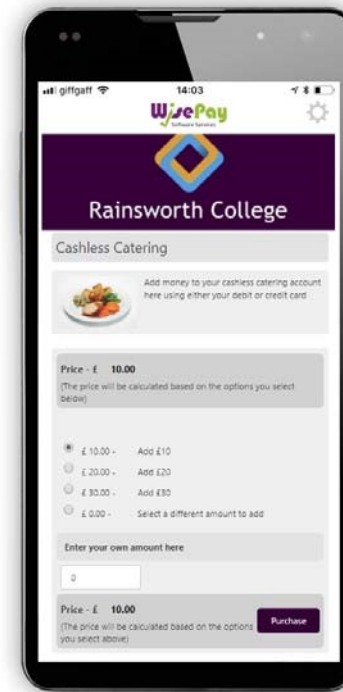 giffgaff 14:03
WisePay
Software Services
Rainsworth College
Cashless Catering
Add money to your cashless catering account
here using either your debit or credit card
Price - £ 10.00
(The price will be calculated based on the options you select
below)
£ 10.00 - Add £10
£ 20.00 - Add £20
£ 30.00 - Add £30
£ 0.00 - Select a different amount to add
Enter your own amount here
0
Price - £ 10.00
(The price will be calculated based on the options
you select above)
Purchase